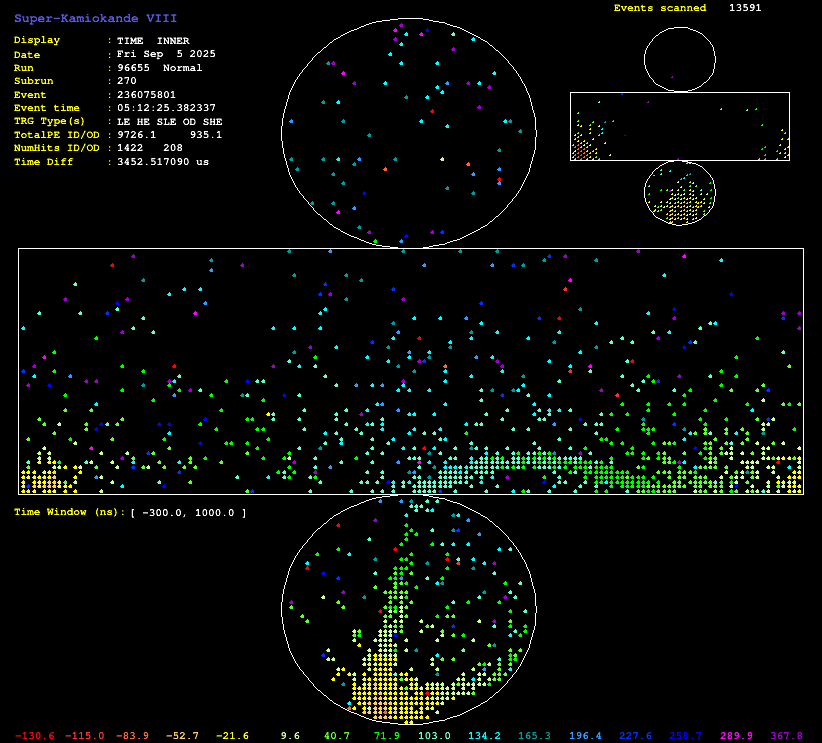 Super-Kamiokande VIII
Events scanned 13591
Display : TIME INNER
Date : Fri Sep 5 2025
Run : 96655 Normal
Subrun : 270
Event : 236075801
Event time : 05:12:25.382337
TRG Type(s) : LE HE SLE OD SHE
TotalPE ID/OD : 9726.1 935.1
NumHits ID/OD : 1422 208
Time Diff : 3452.517090 us
Time Window (ns): [ -300.0, 1000.0 ]
-130.6 -115.0 -83.9 -52.7 -21.6 9.6 40.7 71.9 103.0 134.2 165.3 196.4 227.6 258.7 289.9 367.8